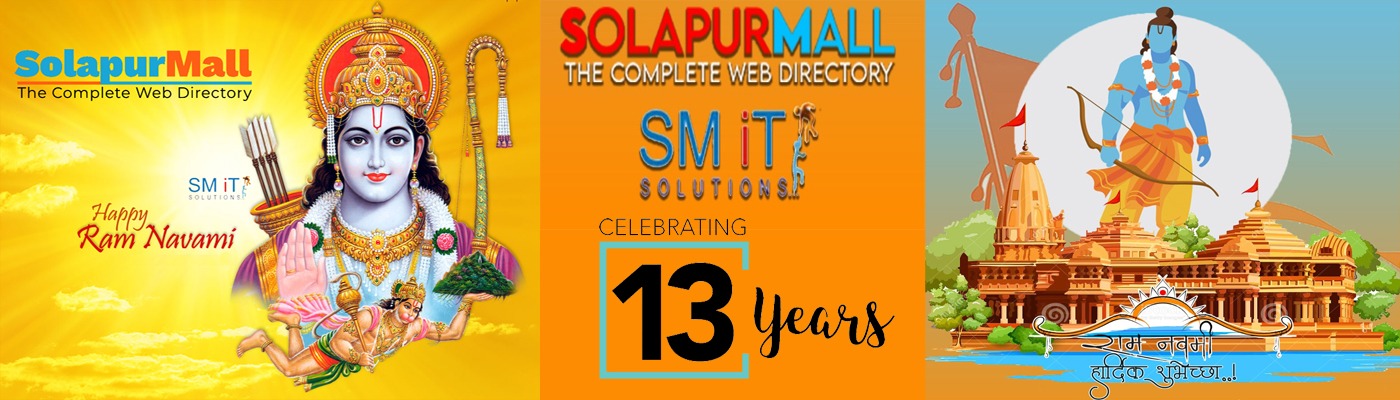 SolapurMall
The Complete Web Directory
SM iT
SOLUTIONS...
Happy
Ram Navami
SOLAPURMALL
THE COMPLETE WEB DIRECTORY
SM iT
SOLUTIONS...
CELEBRATING
13 Years
राम नवमी
हार्दिक शुभेच्छा..!